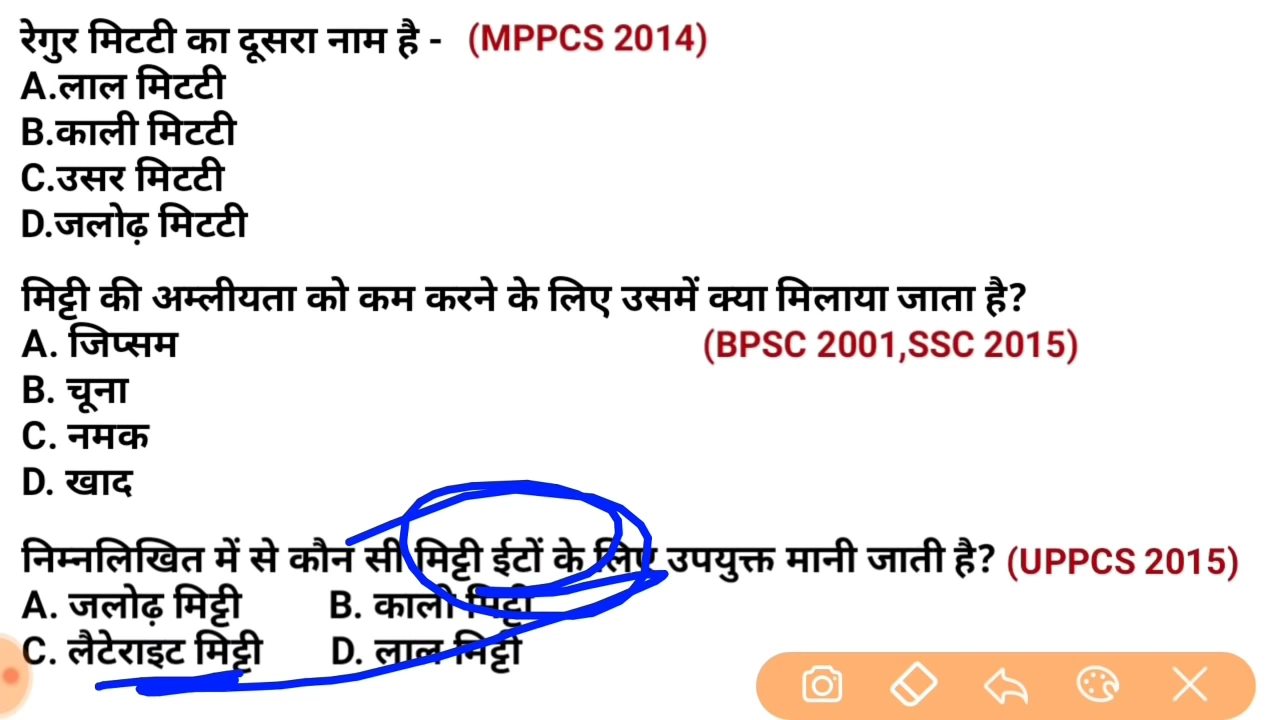 रेगुर मिटटी का दूसरा नाम है - (MPPCS 2014)
A.लाल मिटटी
B.काली मिटटी
C.उसर मिटटी
D.जलोढ़ मिटटी
मिट्टी की अम्लीयता को कम करने के लिए उसमें क्या मिलाया जाता है?
A. जिप्सम (BPSC 2001,SSC 2015)
B. चूना
C. नमक
D. खाद
निम्नलिखित में से कौन सी मिट्टी ईटों के लिए उपयुक्त मानी जाती है? (UPPCS 2015)
A. जलोढ़ मिट्टी B. काली मिट्टी
C. लैटेराइट मिट्टी D. लाल मिट्टी